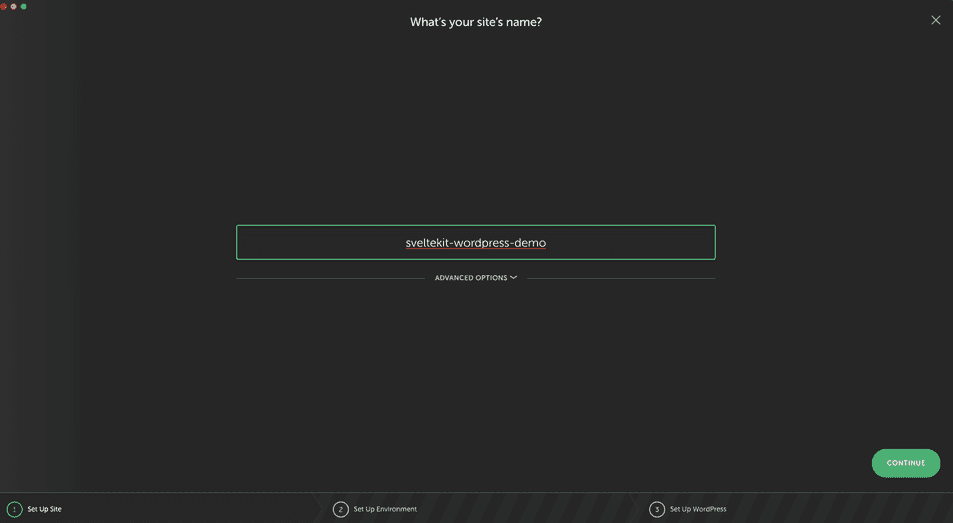 What's your site's name?
sveltekit-wordpress-demo
ADVANCED OPTIONS
CONTINUE
1 Set Up Site
2 Set Up Environment
3 Set Up WordPress